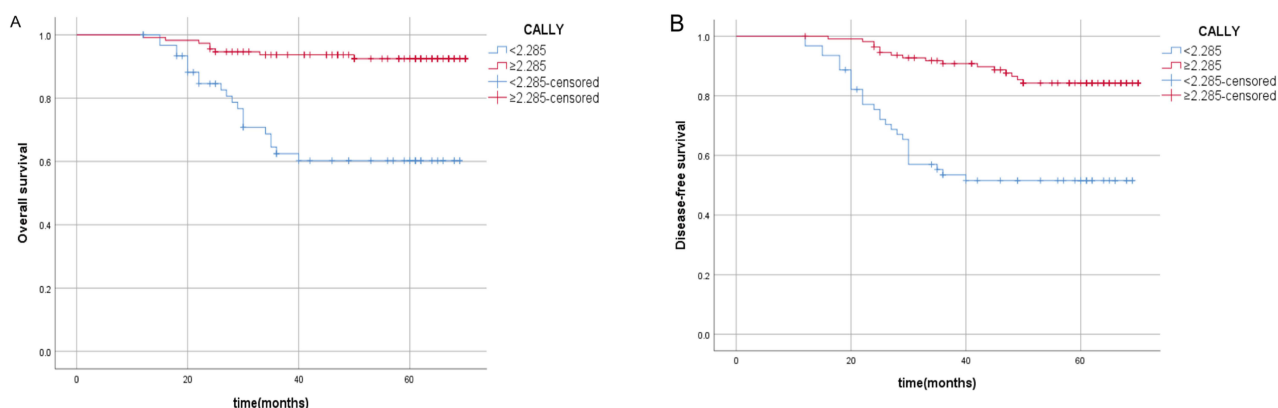 A
CALLY
<2.285
≥2.285
<2.285-censored
≥2.285-censored
Overall survival
1.0
0.8
0.6
0.4
0.2
0.0
0
20
40
60
time(months)
B
CALLY
<2.285
≥2.285
<2.285-censored
≥2.285-censored
Disease-free survival
1.0
0.8
0.6
0.4
0.2
0.0
0
20
40
60
time(months)